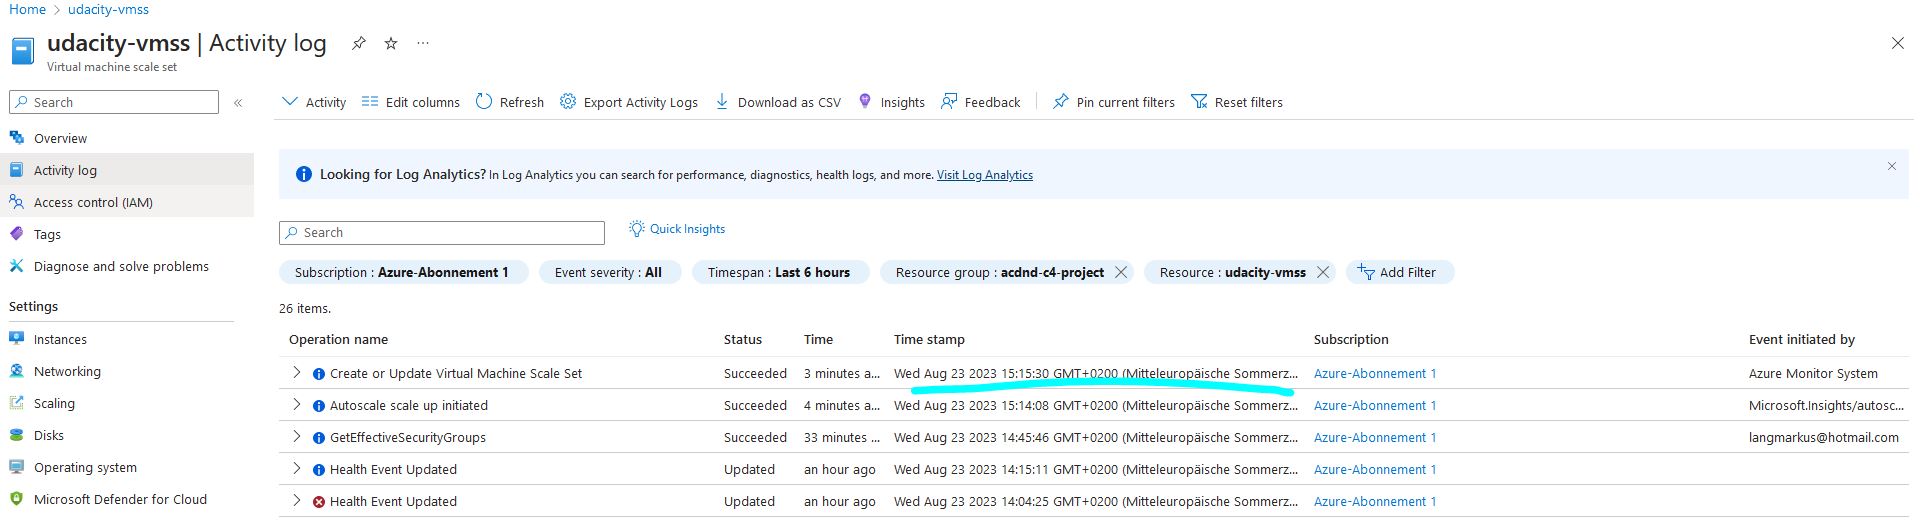 Home > udacity-vmss
udacity-vmss | Activity log ...
Virtual machine scale set
Search «
Overview
Activity log
Access control (IAM)
Tags
Diagnose and solve problems
Settings
Instances
Networking
Scaling
Disks
Operating system
Microsoft Defender for Cloud
Activity Edit columns Refresh Export Activity Logs Download as CSV Insights Feedback Pin current filters Reset filters
Looking for Log Analytics? In Log Analytics you can search for performance, diagnostics, health logs, and more. Visit Log Analytics
Search Quick Insights
Subscription : Azure-Abonnement 1 Event severity : All Timespan : Last 6 hours Resource group : acdnd-c4-project Resource : udacity-vmss Add Filter
26 items.
Operation name Status Time Time stamp Subscription Event initiated by
Create or Update Virtual Machine Scale Set Succeeded 3 minutes a... Wed Aug 23 2023 15:15:30 GMT+0200 (Mitteleuropäische Sommerz... Azure-Abonnement 1 Azure Monitor System
Autoscale scale up initiated Succeeded 4 minutes a... Wed Aug 23 2023 15:14:08 GMT+0200 (Mitteleuropäische Sommerz... Azure-Abonnement 1 Microsoft.Insights/autosc...
GetEffectiveSecurityGroups Succeeded 33 minutes ... Wed Aug 23 2023 14:45:46 GMT+0200 (Mitteleuropäische Sommerz... Azure-Abonnement 1 langmarkus@hotmail.com
Health Event Updated Updated an hour ago Wed Aug 23 2023 14:15:11 GMT+0200 (Mitteleuropäische Sommerz... Azure-Abonnement 1
Health Event Updated Updated an hour ago Wed Aug 23 2023 14:04:25 GMT+0200 (Mitteleuropäische Sommerz... Azure-Abonnement 1